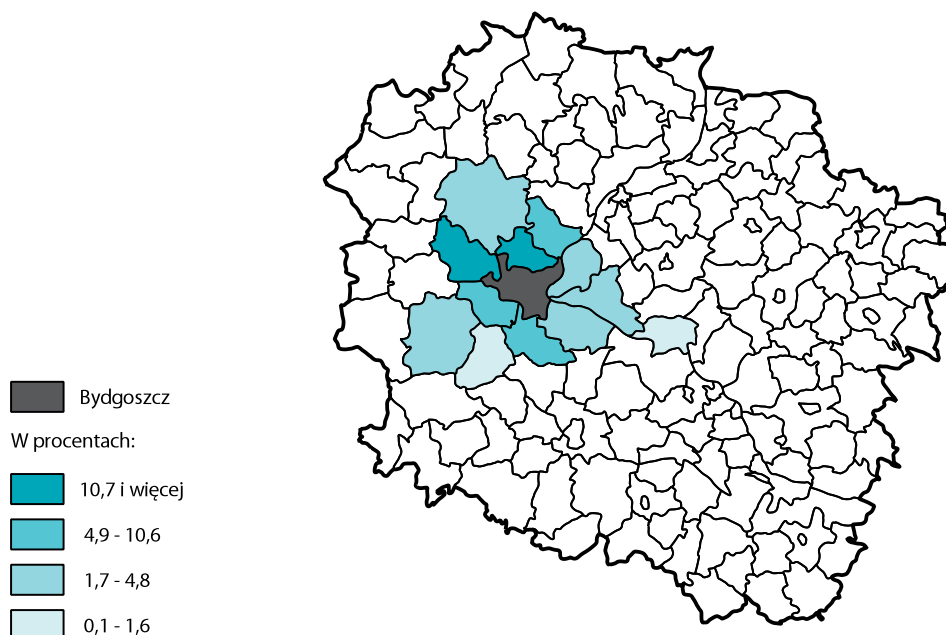 Bydgoszcz
W procentach:
10,7 i więcej
4,9 - 10,6
1,7 - 4,8
0,1 - 1,6